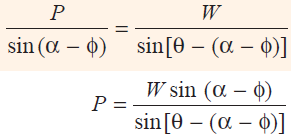 P / sin (α − ϕ) = W / sin[θ − (α − ϕ)]
P = W sin (α − ϕ) / sin[θ − (α − ϕ)]